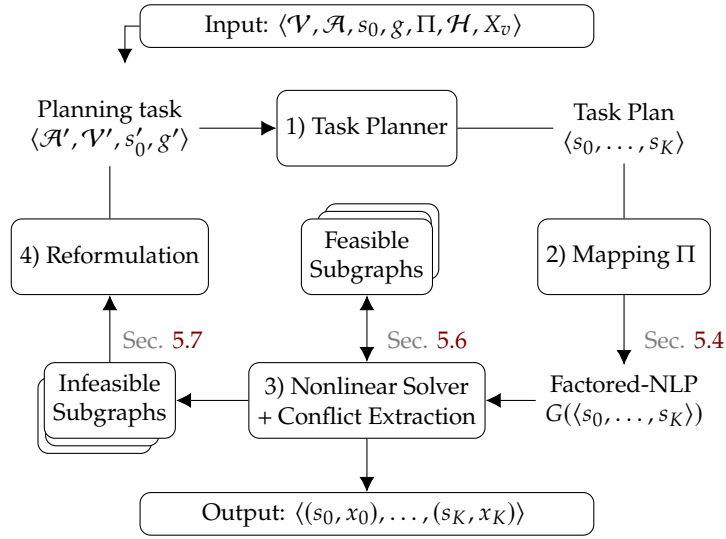 Input: ⟨𝒱, 𝒜, s₀, g, Π, ℋ, Xᵥ⟩
Planning task
⟨𝒜′, 𝒱′, s′₀, g′⟩
1) Task Planner
Task Plan
⟨s₀, . . . , s_K⟩
4) Reformulation
Feasible
Subgraphs
2) Mapping Π
Sec. 5.7
Sec. 5.6
Sec. 5.4
Infeasible
Subgraphs
3) Nonlinear Solver
+ Conflict Extraction
Factored-NLP
G(⟨s₀, . . . , s_K⟩)
Output: ⟨(s₀, x₀), . . . , (s_K, x_K)⟩